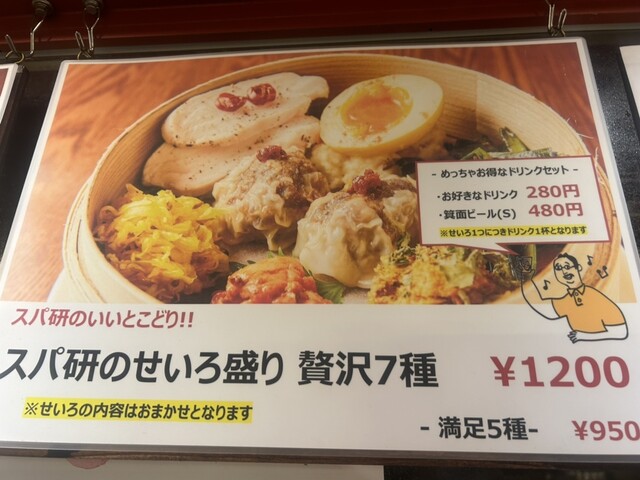 - めっちゃお得なドリンクセット -
・お好きなドリンク 280円
・箕面ビール(S) 480円
※せいろ1つにつきドリンク1杯となります
スパ研のいいとこどり!!
スパ研のせいろ盛り 贅沢7種 ¥1200
※せいろの内容はおまかせとなります
- 満足5種- ¥950